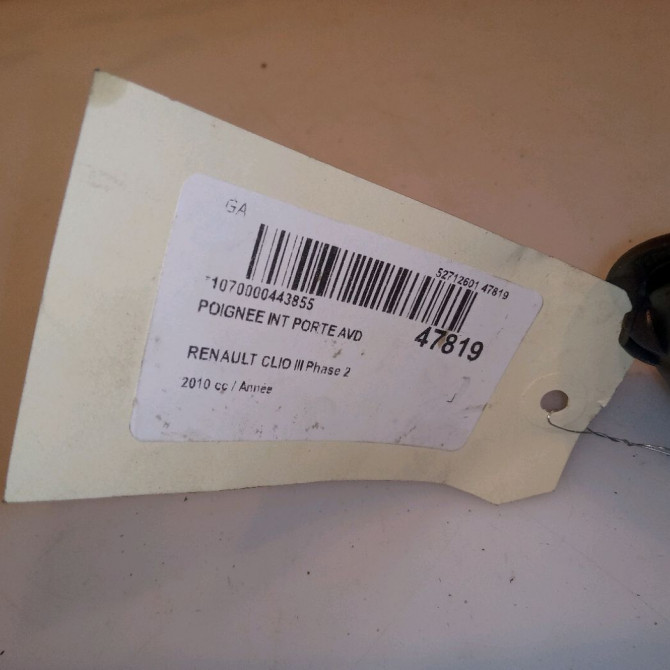 GA
52712601 47819
*1070000443855
POIGNEE INT PORTE AVD
47819
RENAULT CLIO III Phase 2
2010 cc / Année